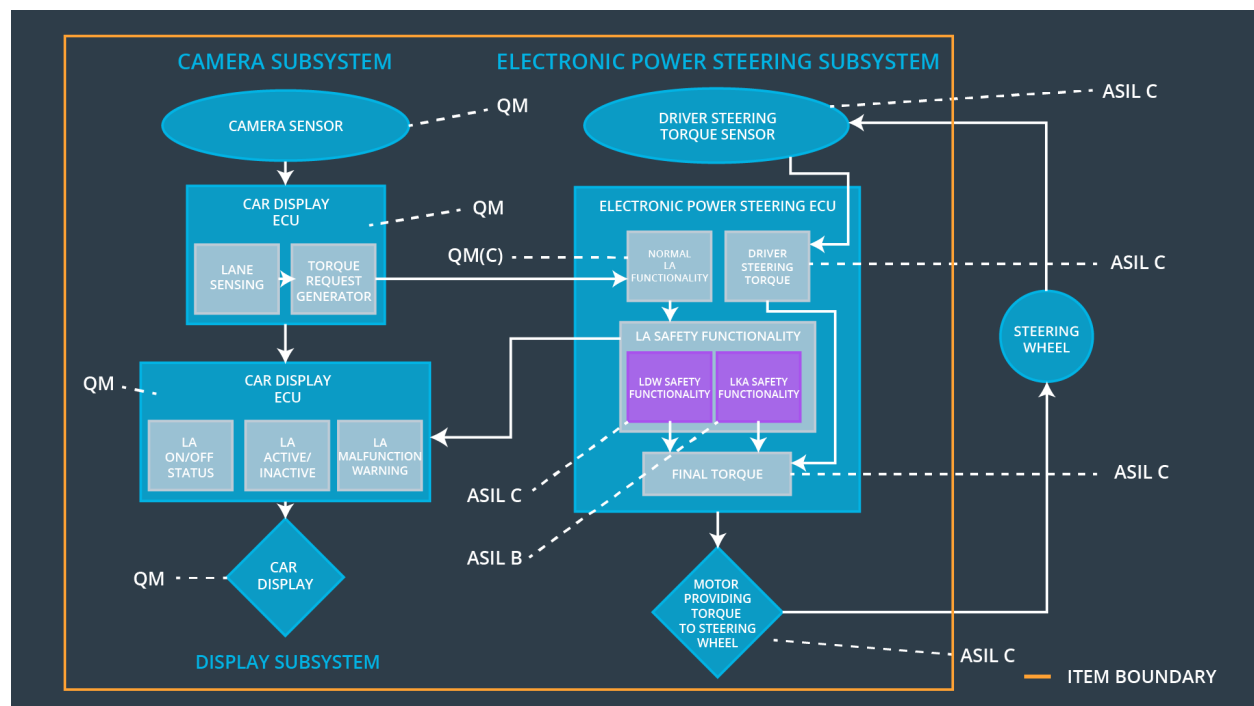 CAMERA SUBSYSTEM
ELECTRONIC POWER STEERING SUBSYSTEM
CAMERA SENSOR
QM
DRIVER STEERING
TORQUE SENSOR
ASIL C
CAR DISPLAY
ECU
QM
LANE
SENSING
TORQUE
REQUEST
GENERATOR
ELECTRONIC POWER STEERING ECU
QM(C)
NORMAL
LA
FUNCTIONALITY
DRIVER
STEERING
TORQUE
ASIL C
LA SAFETY FUNCTIONALITY
LDW SAFETY
FUNCTIONALITY
LKA SAFETY
FUNCTIONALITY
STEERING
WHEEL
QM
CAR DISPLAY
ECU
LA
ON/OFF
STATUS
LA
ACTIVE/
INACTIVE
LA
MALFUNCTION
WARNING
FINAL TORQUE
ASIL C
ASIL C
ASIL B
QM
CAR
DISPLAY
MOTOR
PROVIDING
TORQUE
TO STEERING
WHEEL
ASIL C
DISPLAY SUBSYSTEM
ITEM BOUNDARY